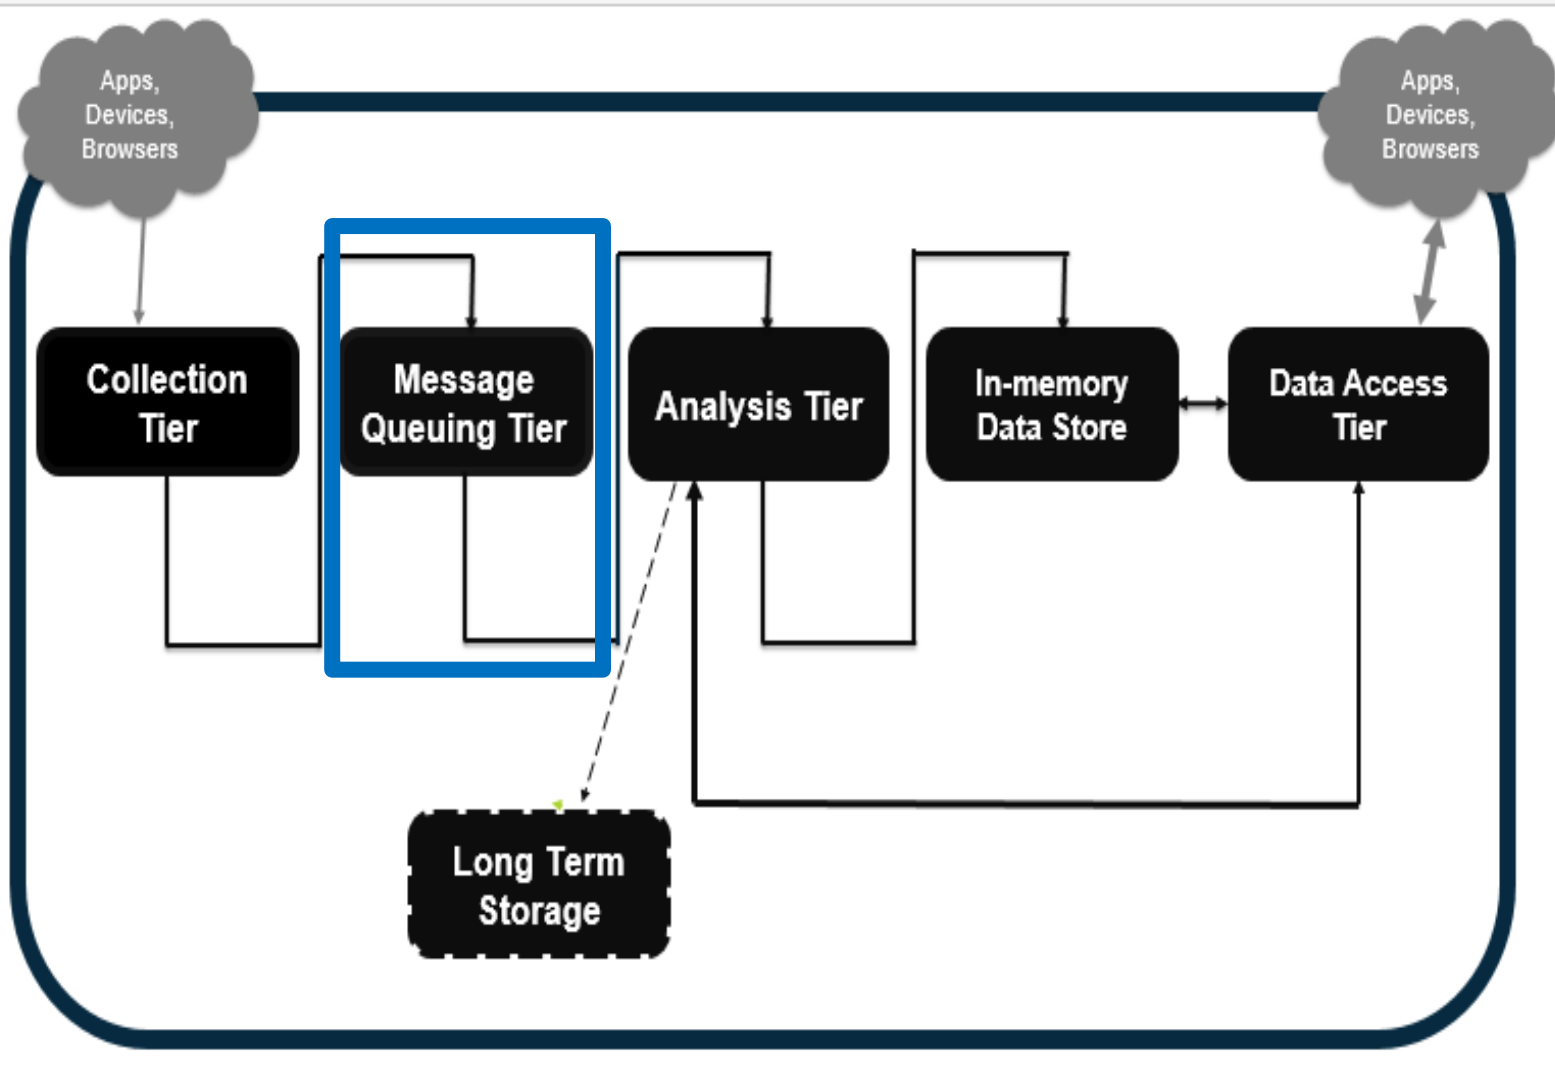 Apps,
Devices,
Browsers
Apps,
Devices,
Browsers
Collection
Tier
Message
Queuing Tier
Analysis Tier
In-memory
Data Store
Data Access
Tier
Long Term
Storage